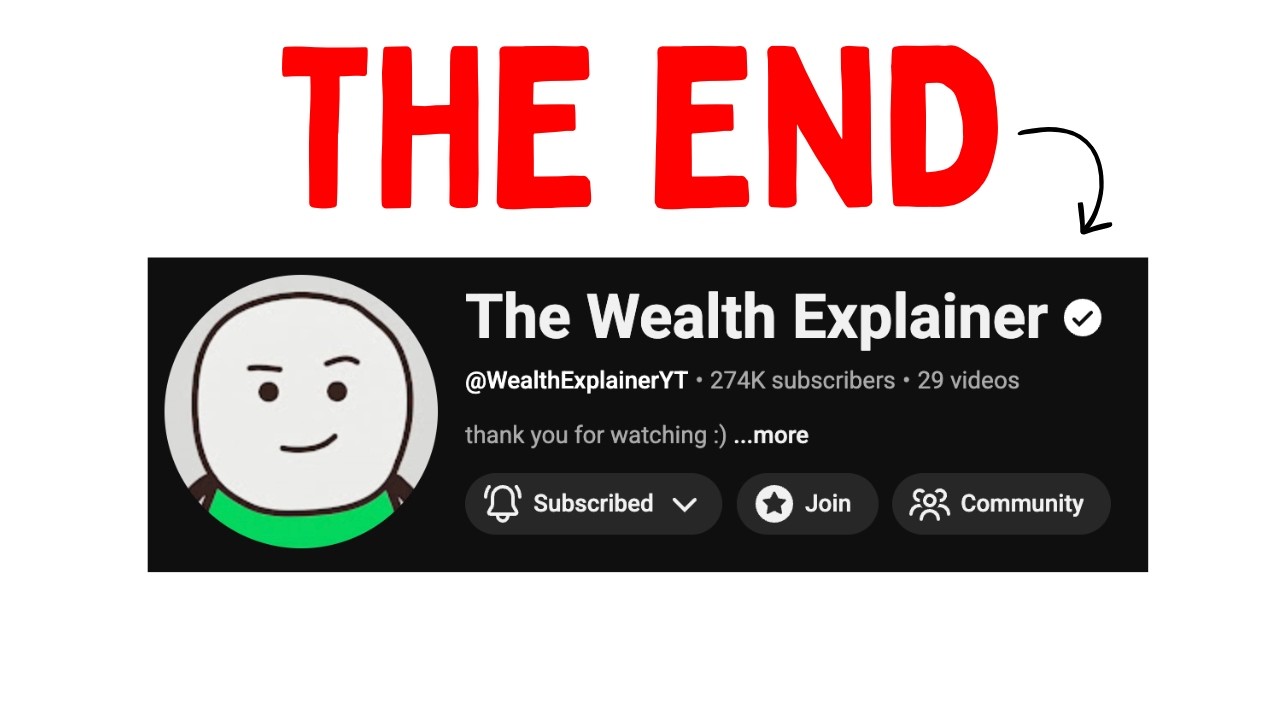 THE END
The Wealth Explainer
@WealthExplainerYT • 274K subscribers • 29 videos
thank you for watching :) ...more
Subscribed Join Community